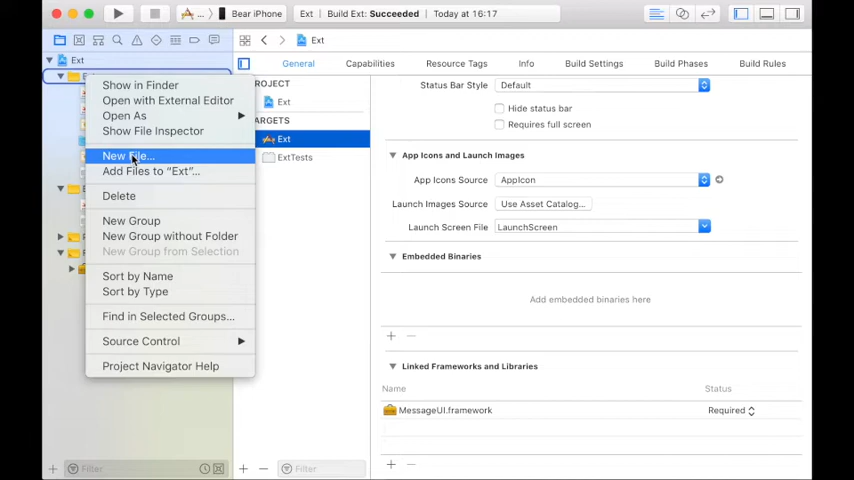 Bear iPhone
Ext
Build Ext: Succeeded
Today at 16:17
Ext
Ext
General
Capabilities
Resource Tags
Info
Build Settings
Build Phases
Build Rules
Show in Finder
Open with External Editor
Open As
Show File Inspector
New File...
Add Files to “Ext”...
Delete
New Group
New Group without Folder
New Group from Selection
Sort by Name
Sort by Type
Find in Selected Groups...
Source Control
Project Navigator Help
Filter
Ext
Ext
ExtTests
Filter
Status Bar Style
Default
Hide status bar
Requires full screen
App Icons and Launch Images
App Icons Source
AppIcon
Launch Images Source
Use Asset Catalog...
Launch Screen File
LaunchScreen
Embedded Binaries
Add embedded binaries here
Linked Frameworks and Libraries
Name
Status
MessageUI.framework
Required